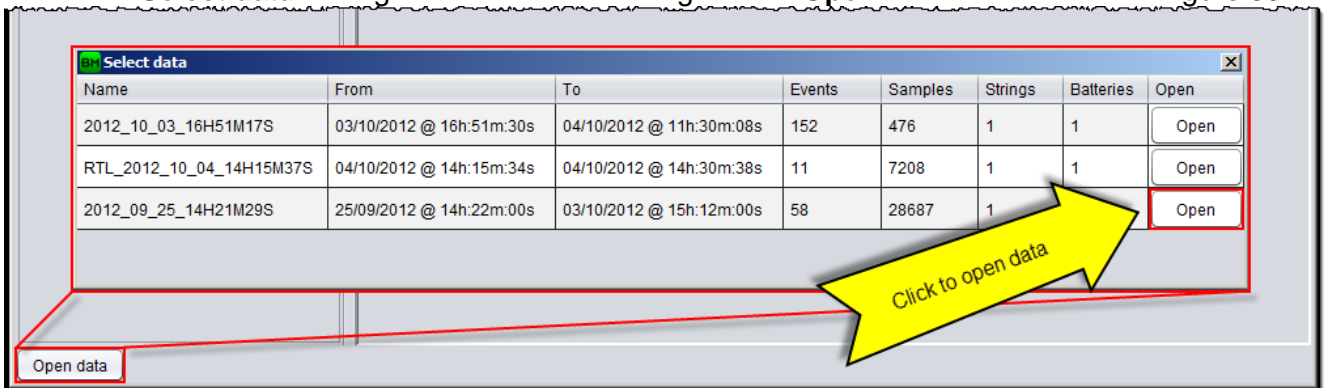 Select data
BM Select data
Name From To Events Samples Strings Batteries Open
2012_10_03_16H51M17S 03/10/2012 @ 16h:51m:30s 04/10/2012 @ 11h:30m:08s 152 476 1 1 Open
RTL_2012_10_04_14H15M37S 04/10/2012 @ 14h:15m:34s 04/10/2012 @ 14h:30m:38s 11 7208 1 1 Open
2012_09_25_14H21M29S 25/09/2012 @ 14h:22m:00s 03/10/2012 @ 15h:12m:00s 58 28687 1 Open
Click to open data
Open data